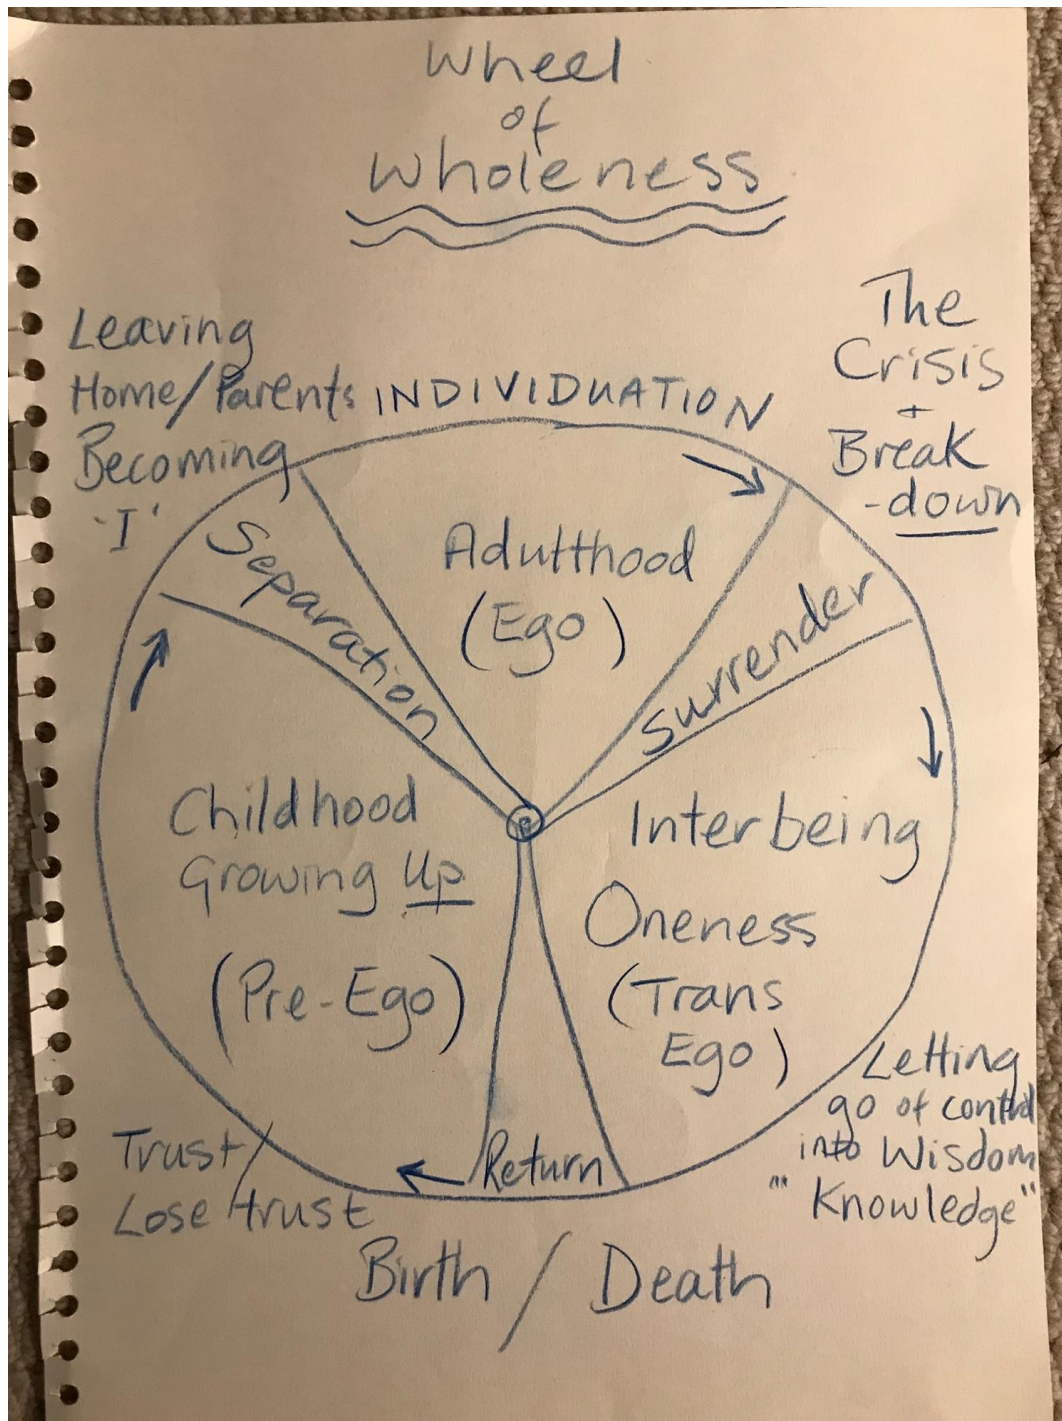 Wheel
of
Wholeness
Leaving
Home/Parents
Becoming
'I'
INDIVIDUATION
The
Crisis
+
Break
-down
Separation
Adutthood
(Ego)
Surrender
Childhood
Growing Up
(Pre-Ego)
Interbeing
Oneness
(Trans
Ego)
Return
Trust/
Lose trust
Letting
go of control
into Wisdom
"' Knowledge"
Birth / Death